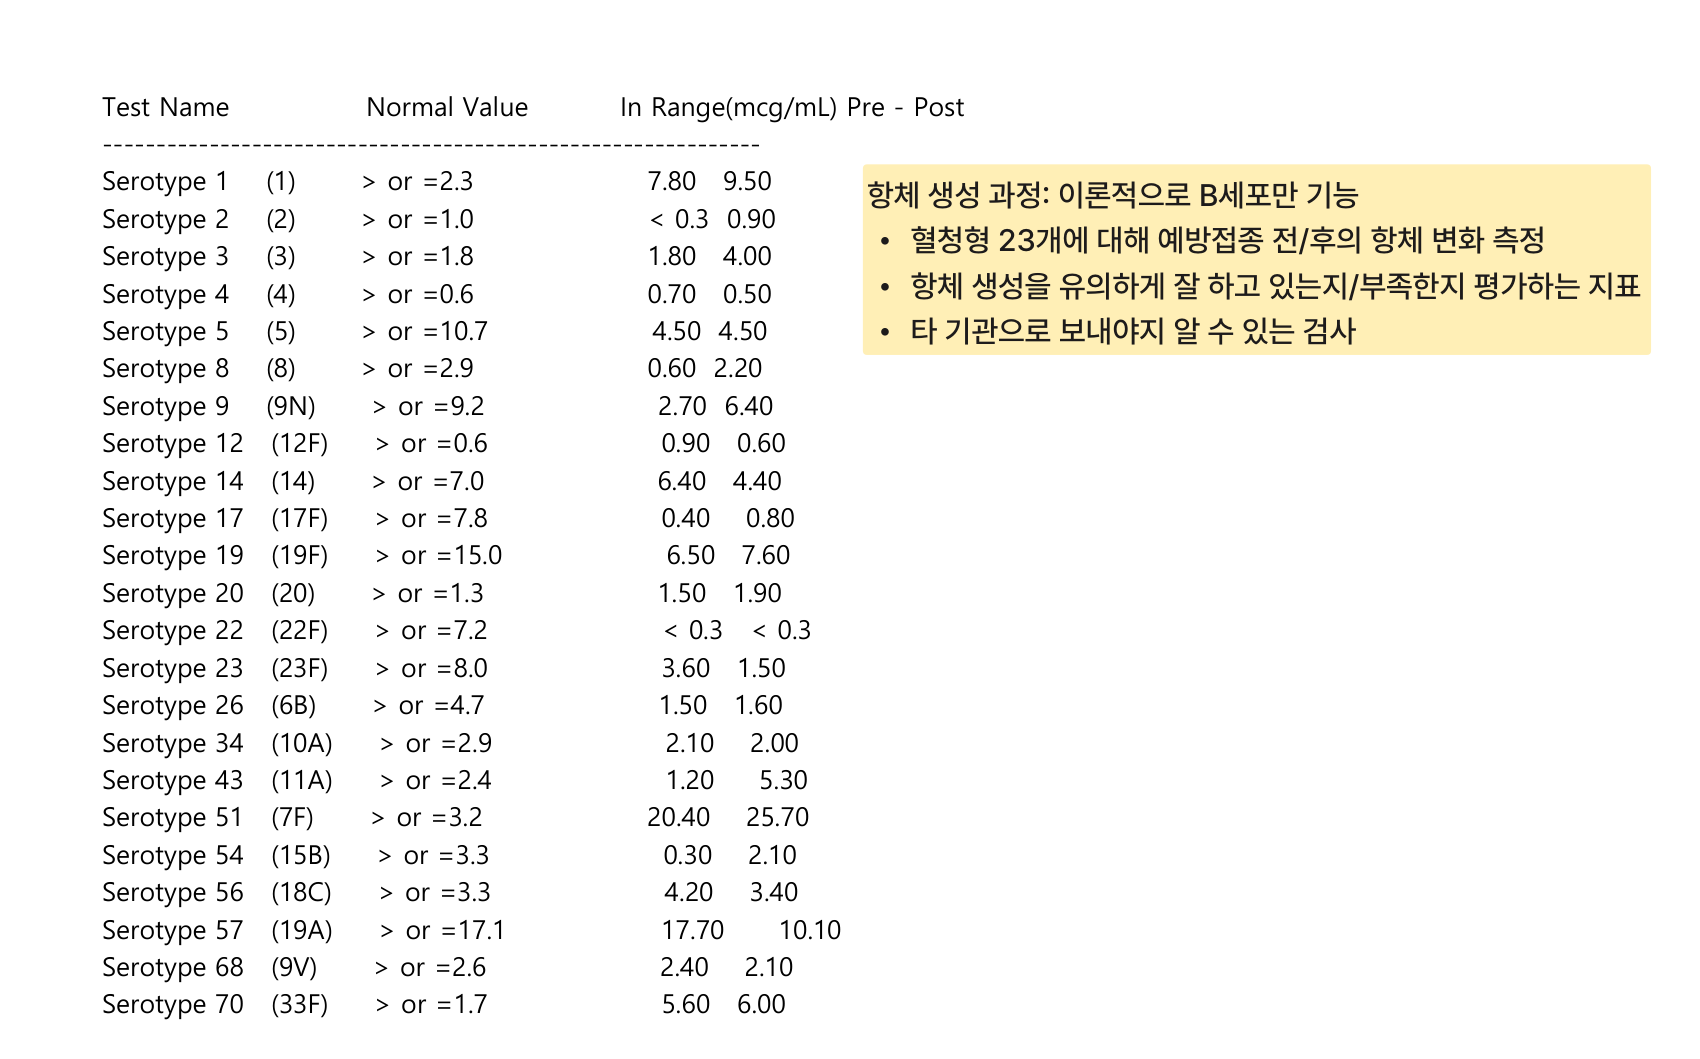 Test Name Normal Value In Range(mcg/mL) Pre - Post
---------------------------------------------------------------
Serotype 1 (1) > or =2.3 7.80 9.50
Serotype 2 (2) > or =1.0 < 0.3 0.90
Serotype 3 (3) > or =1.8 1.80 4.00
Serotype 4 (4) > or =0.6 0.70 0.50
Serotype 5 (5) > or =10.7 4.50 4.50
Serotype 8 (8) > or =2.9 0.60 2.20
Serotype 9 (9N) > or =9.2 2.70 6.40
Serotype 12 (12F) > or =0.6 0.90 0.60
Serotype 14 (14) > or =7.0 6.40 4.40
Serotype 17 (17F) > or =7.8 0.40 0.80
Serotype 19 (19F) > or =15.0 6.50 7.60
Serotype 20 (20) > or =1.3 1.50 1.90
Serotype 22 (22F) > or =7.2 < 0.3 < 0.3
Serotype 23 (23F) > or =8.0 3.60 1.50
Serotype 26 (6B) > or =4.7 1.50 1.60
Serotype 34 (10A) > or =2.9 2.10 2.00
Serotype 43 (11A) > or =2.4 1.20 5.30
Serotype 51 (7F) > or =3.2 20.40 25.70
Serotype 54 (15B) > or =3.3 0.30 2.10
Serotype 56 (18C) > or =3.3 4.20 3.40
Serotype 57 (19A) > or =17.1 17.70 10.10
Serotype 68 (9V) > or =2.6 2.40 2.10
Serotype 70 (33F) > or =1.7 5.60 6.00
항체 생성 과정: 이론적으로 B세포만 기능
• 혈청형 23개에 대해 예방접종 전/후의 항체 변화 측정
• 항체 생성을 유의하게 잘 하고 있는지/부족한지 평가하는 지표
• 타 기관으로 보내야지 알 수 있는 검사